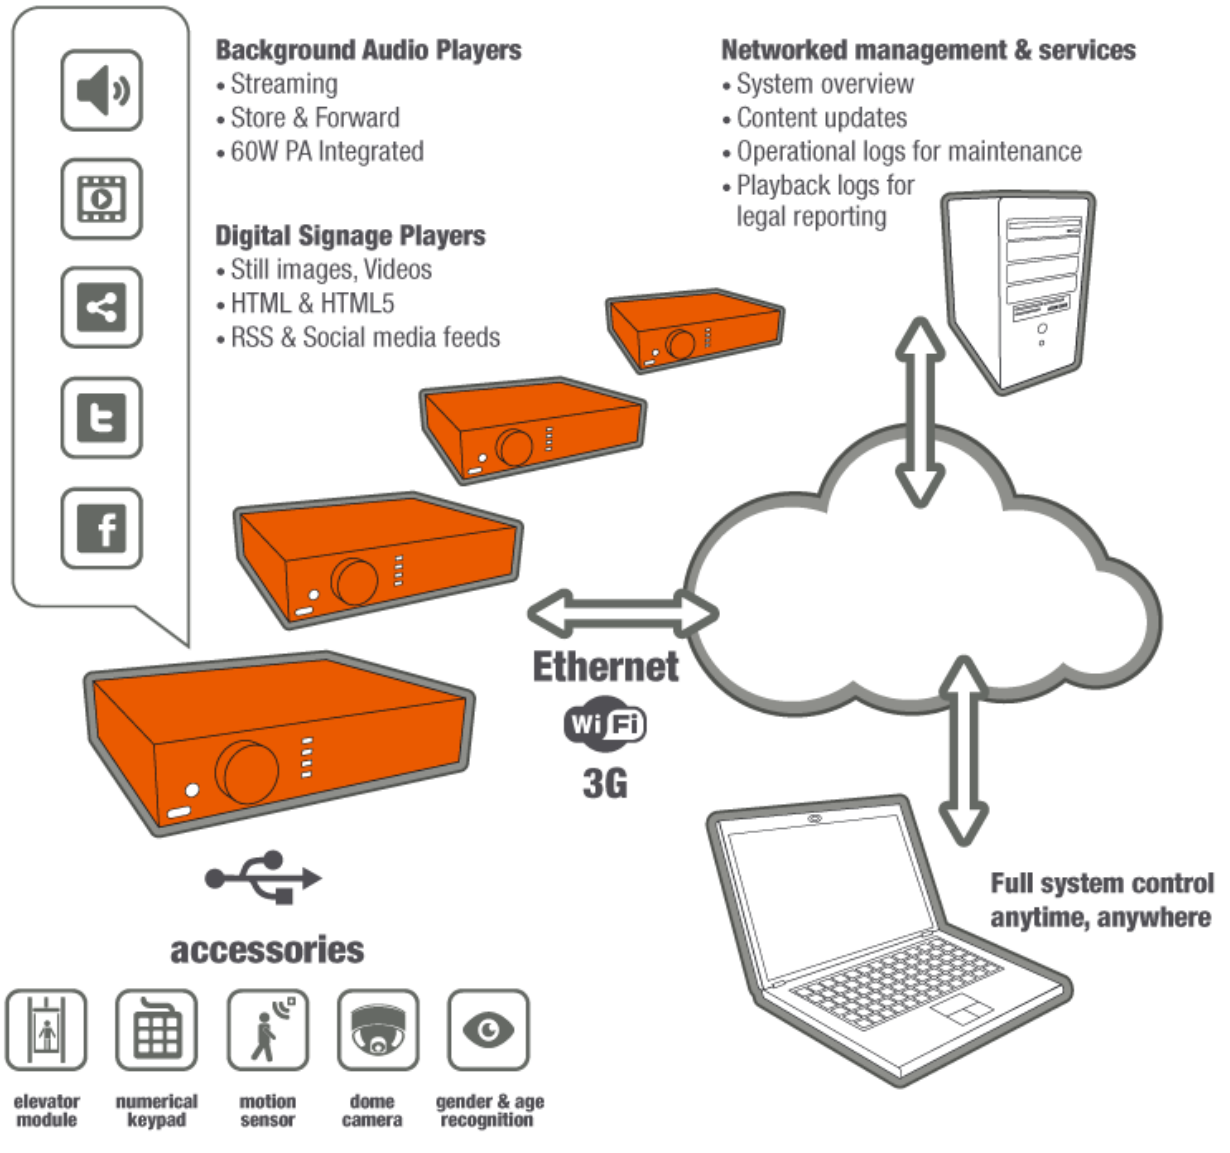 Background Audio Players
• Streaming
• Store & Forward
• 60W PA Integrated
Digital Signage Players
• Still images, Videos
• HTML & HTML5
• RSS & Social media feeds
Networked management & services
• System overview
• Content updates
• Operational logs for maintenance
• Playback logs for
legal reporting
t
f
Ethernet
Wi Fi
3G
Full system control
anytime, anywhere
accessories
elevator
module
numerical
keypad
motion
sensor
dome
camera
gender & age
recognition